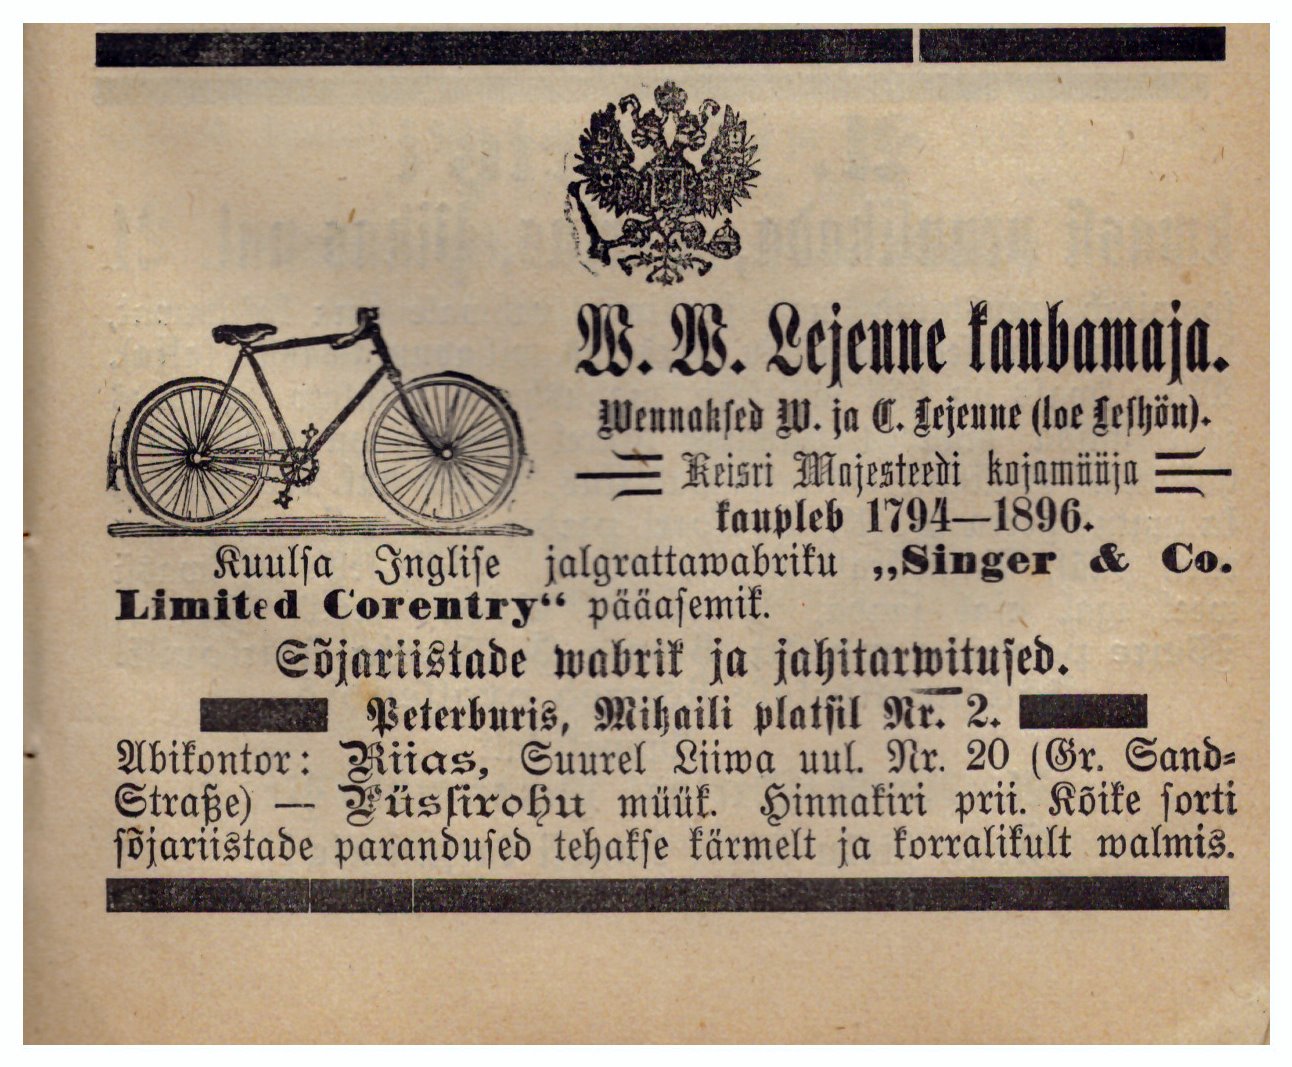 W. W. Lejeune kaubamaja.
Wennaksed W. ja C. Lejeune (loe Leshön).
Keisri Majesteedi kojamüüja
kaupleb 1794—1896.
Kuulsa Inglise jalgrattawabriku „Singer & Co.
Limited Corentry“ pääasemik.
Sõjariistade wabrik ja jahitarwitused.
Peterburis, Mihaili platsil Nr. 2.
Abikontor: Riias, Suurel Liiwa uul. Nr. 20 (Gr. Sand-
Straße) — Püssirohu müük. Hinnakiri prii. Kõike sorti
sõjariistade parandused tehakse kärmelt ja korralikult walmis.